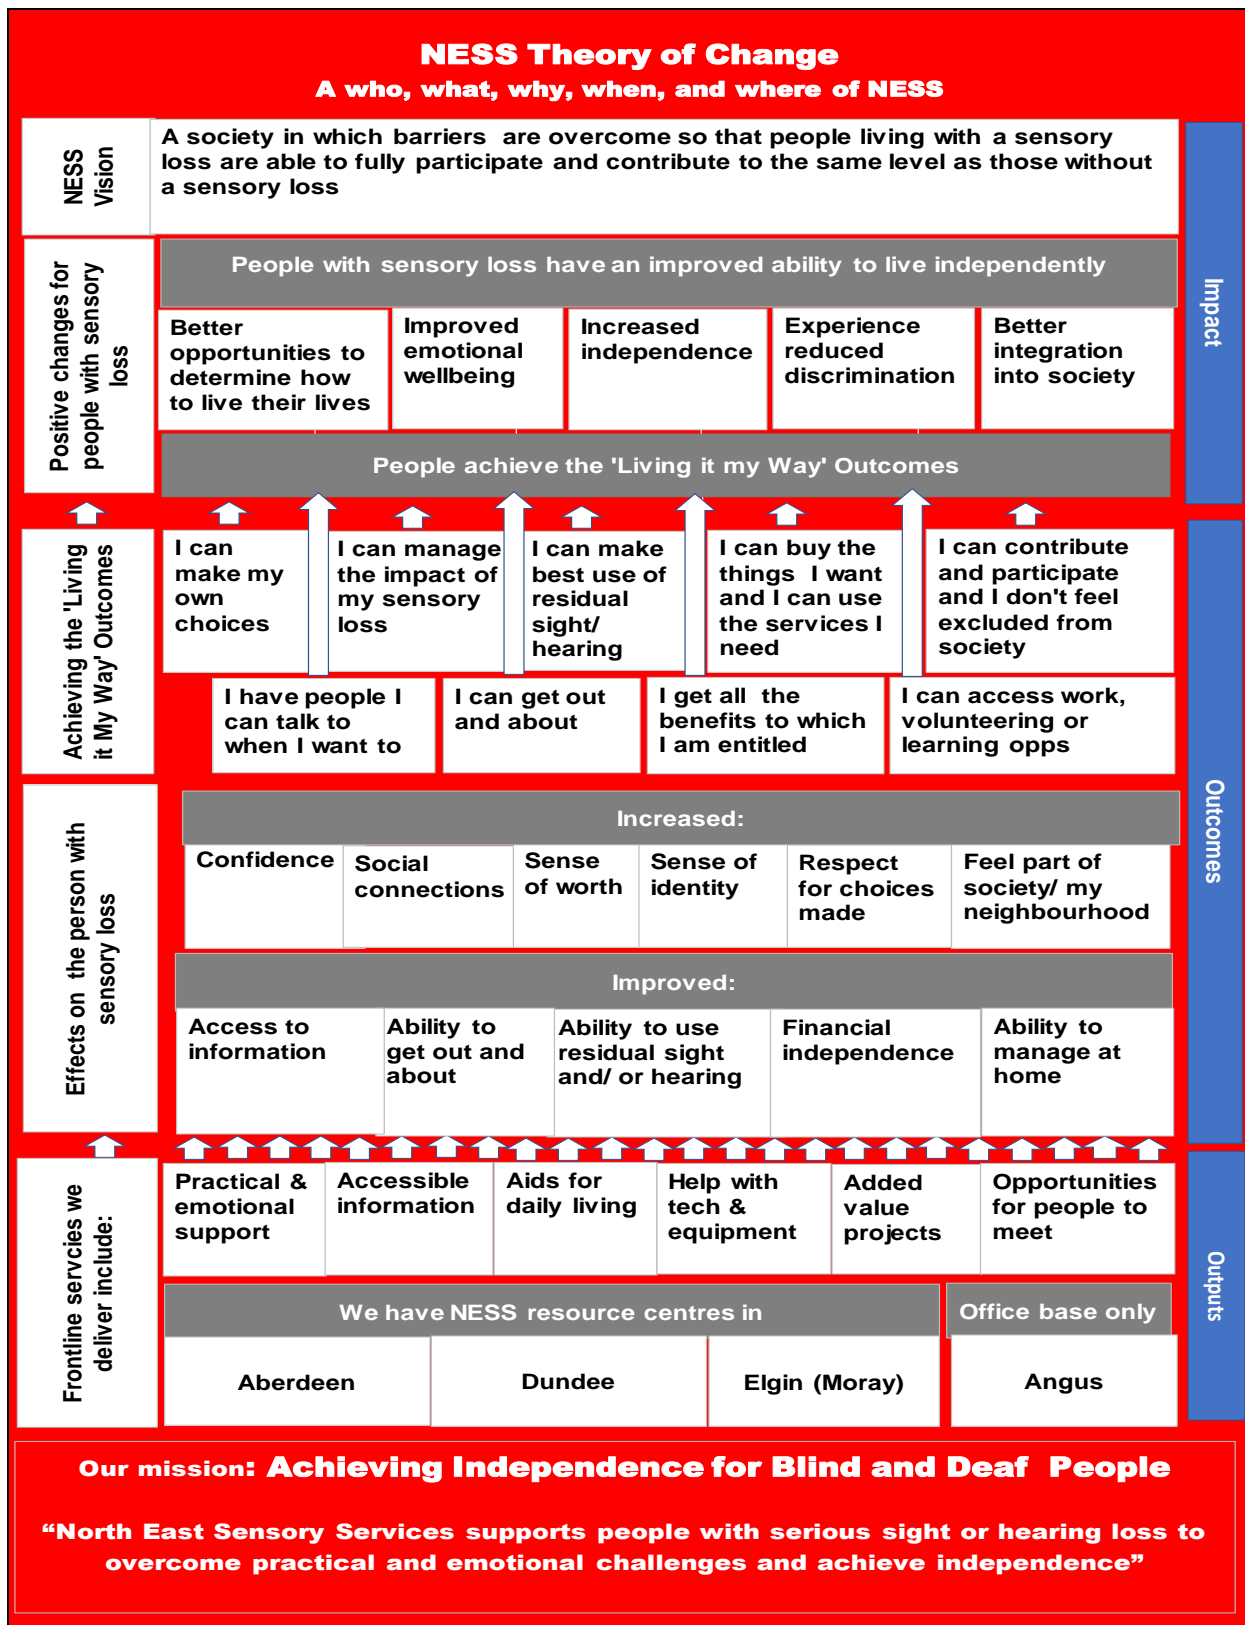 NESS Theory of Change
A who, what, why, when, and where of NESS
NESS
Vision
A society in which barriers are overcome so that people living with a sensory
loss are able to fully participate and contribute to the same level as those without
a sensory loss
Impact
Positive changes for
people with sensory
loss
People with sensory loss have an improved ability to live independently
Better
opportunities to
determine how
to live their lives
Improved
emotional
wellbeing
Increased
independence
Experience
reduced
discrimination
Better
integration
into society
People achieve the 'Living it my Way' Outcomes
Achieving the 'Living
it My Way' Outcomes
I can
make my
own
choices
I can manage
the impact of
my sensory
loss
I can make
best use of
residual
sight/
hearing
I can buy the
things I want
and I can use
the services I
need
I can contribute
and participate
and I don't feel
excluded from
society
I have people I
can talk to
when I want to
I can get out
and about
I get all the
benefits to which
I am entitled
I can access work,
volunteering or
learning opps
Outcomes
Effects on the person with
sensory loss
Increased:
Confidence
Social
connections
Sense
of worth
Sense of
identity
Respect
for choices
made
Feel part of
society/ my
neighbourhood
Improved:
Access to
information
Ability to
get out and
about
Ability to use
residual sight
and/ or hearing
Financial
independence
Ability to
manage at
home
Frontline servcies we
deliver include:
Practical &
emotional
support
Accessible
information
Aids for
daily living
Help with
tech &
equipment
Added
value
projects
Opportunities
for people to
meet
Outputs
We have NESS resource centres in
Office base only
Aberdeen
Dundee
Elgin (Moray)
Angus
Our mission: Achieving Independence for Blind and Deaf People
“North East Sensory Services supports people with serious sight or hearing loss to
overcome practical and emotional challenges and achieve independence”